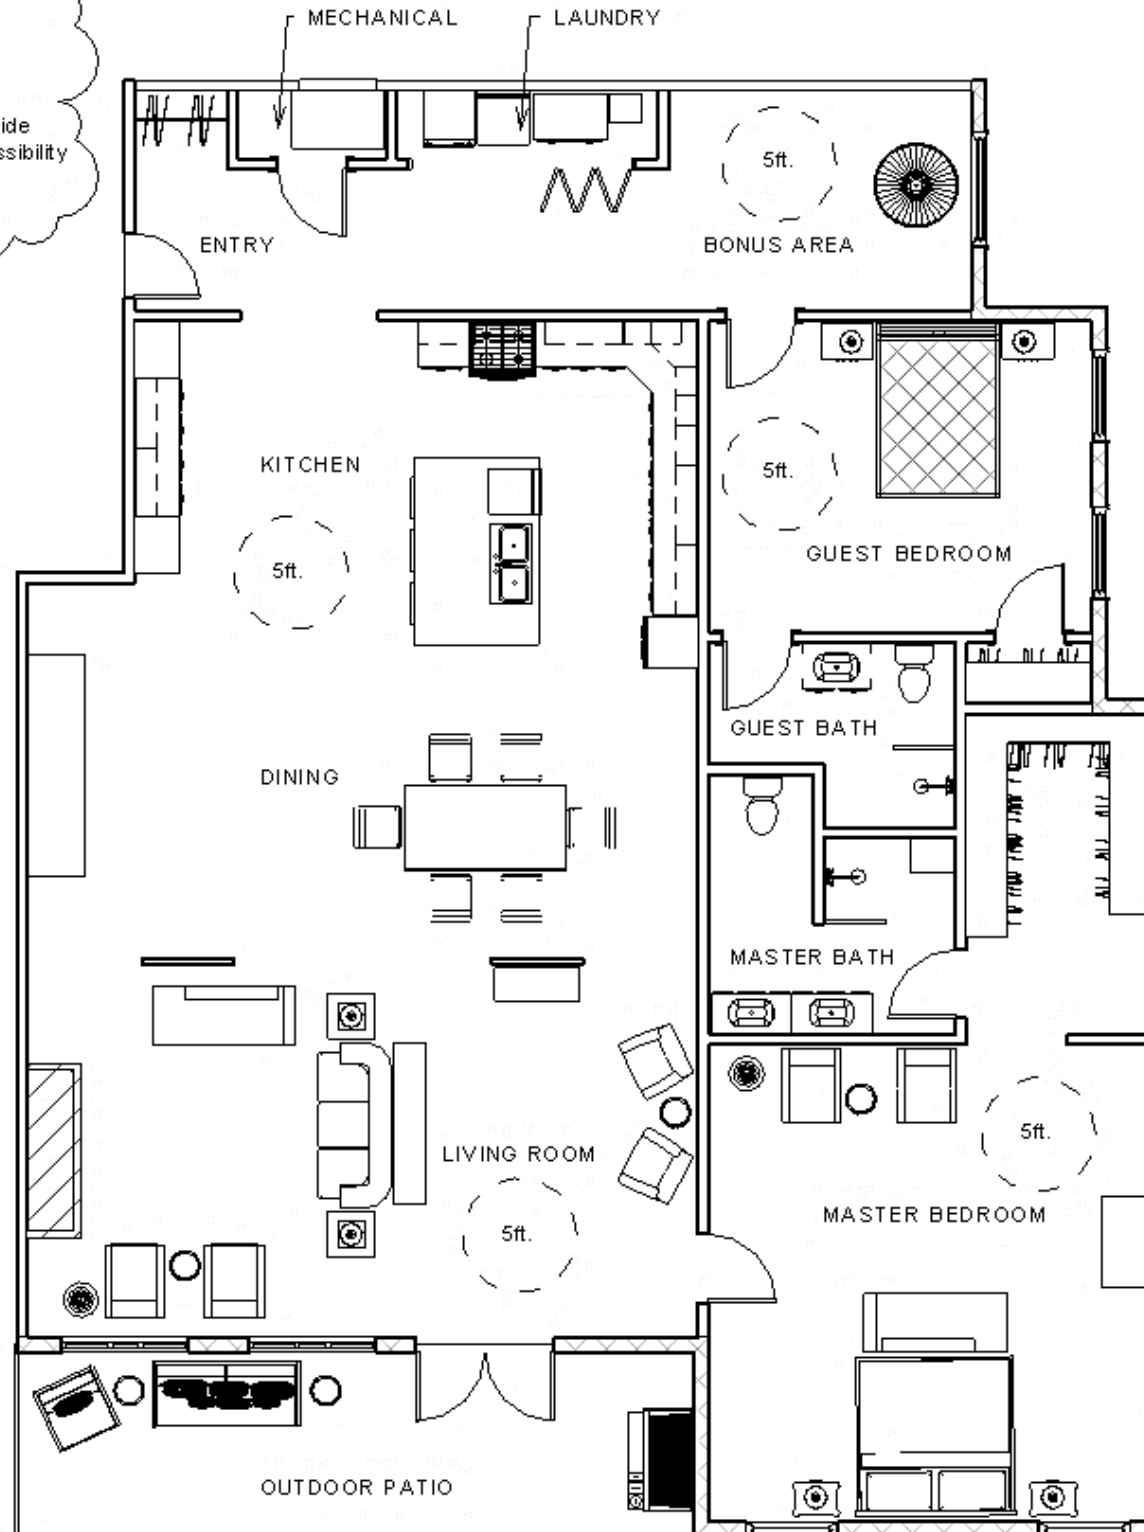 MECHANICAL
LAUNDRY
ide
ssibility
5ft.
ENTRY
BONUS AREA
KITCHEN
5ft.
5ft.
GUEST BEDROOM
GUEST BATH
DINING
MASTER BATH
5ft.
LIVING ROOM
MASTER BEDROOM
5ft.
OUTDOOR PATIO